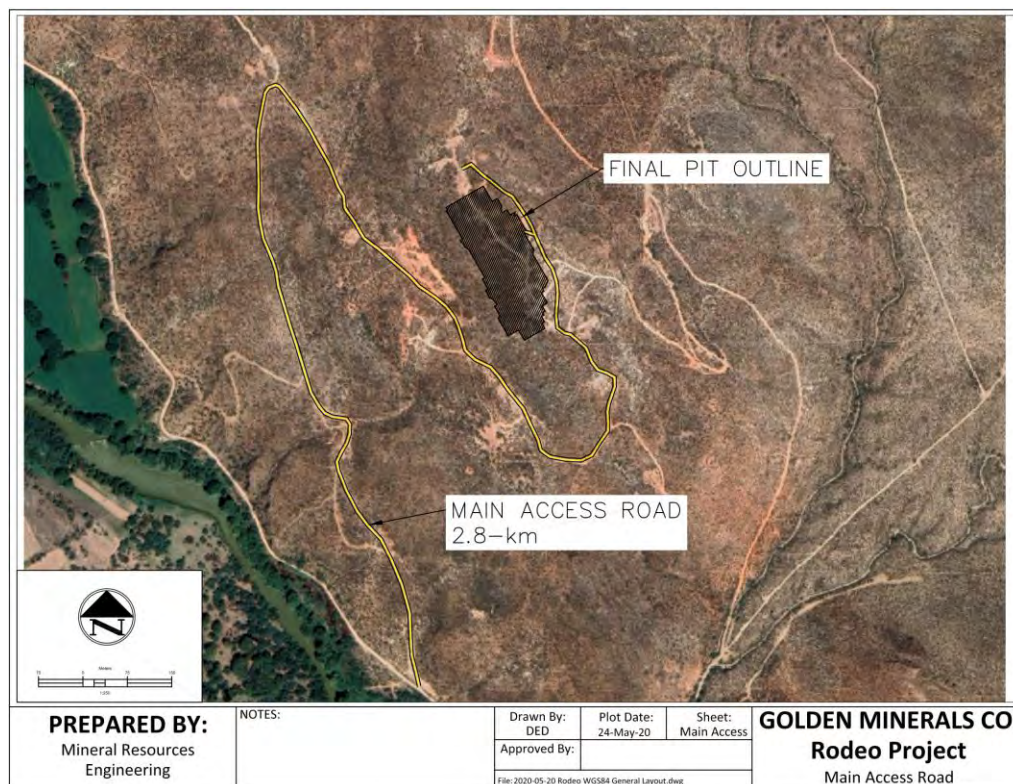 FINAL PIT OUTLINE
MAIN ACCESS ROAD
2.8-km
N
Meters
PREPARED BY:
Mineral Resources
Engineering
NOTES:
Drawn By:
DED
Plot Date:
24-May-20
Sheet:
Main Access
Approved By:
File: 2020-05-20 Rodeo WGS84 General Layout.dwg
GOLDEN MINERALS CO
Rodeo Project
Main Access Road